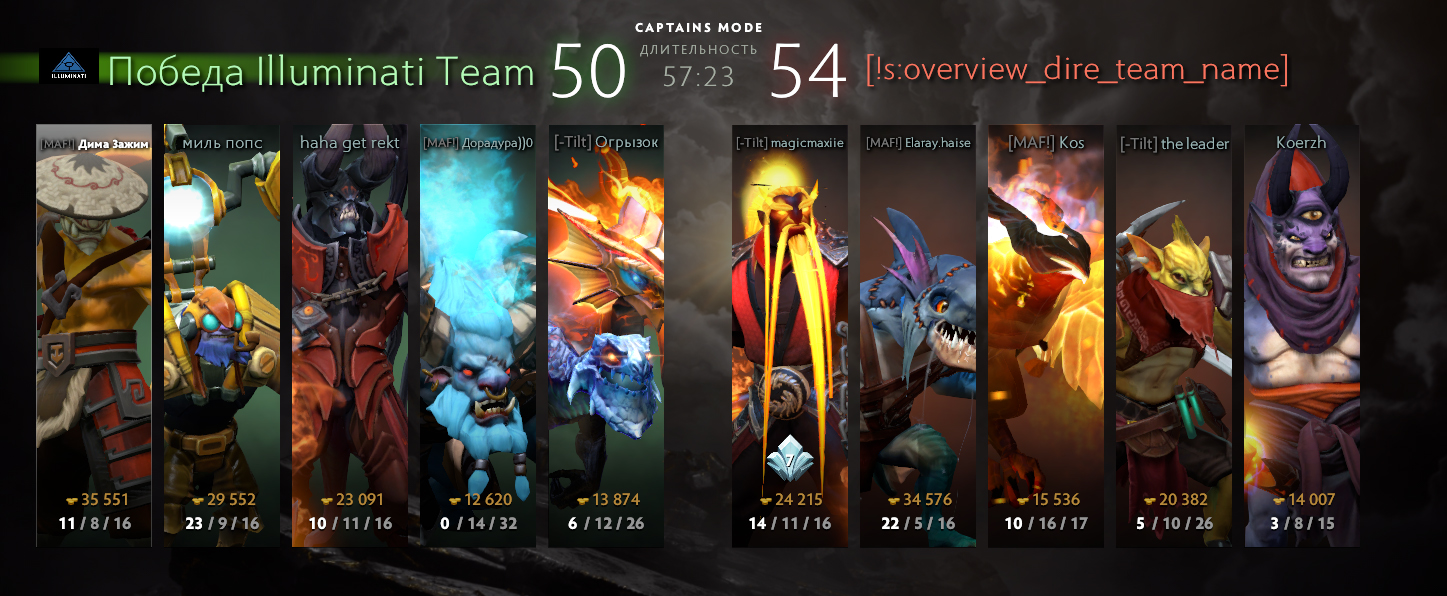 CAPTAINS MODE
ILLUMINATI
Победа Illuminati Team
50
ДЛИТЕЛЬНОСТЬ
57:23
54
[!s:overview_dire_team_name]
[MAF!] Дима Зажим
миль попс
haha get rekt
[MAF!] Дорадура))0
[-Tilt] Огрызок
[-Tilt] magicmaxiie
[MAF!] Elaray.haise
[MAF!] Kos
[-Tilt] the leader
Koerzh
7
35 551
29 552
23 091
12 620
13 874
24 215
34 576
15 536
20 382
14 007
11 / 8 / 16
23 / 9 / 16
10 / 11 / 16
0 / 14 / 32
6 / 12 / 26
14 / 11 / 16
22 / 5 / 16
10 / 16 / 17
5 / 10 / 26
3 / 8 / 15